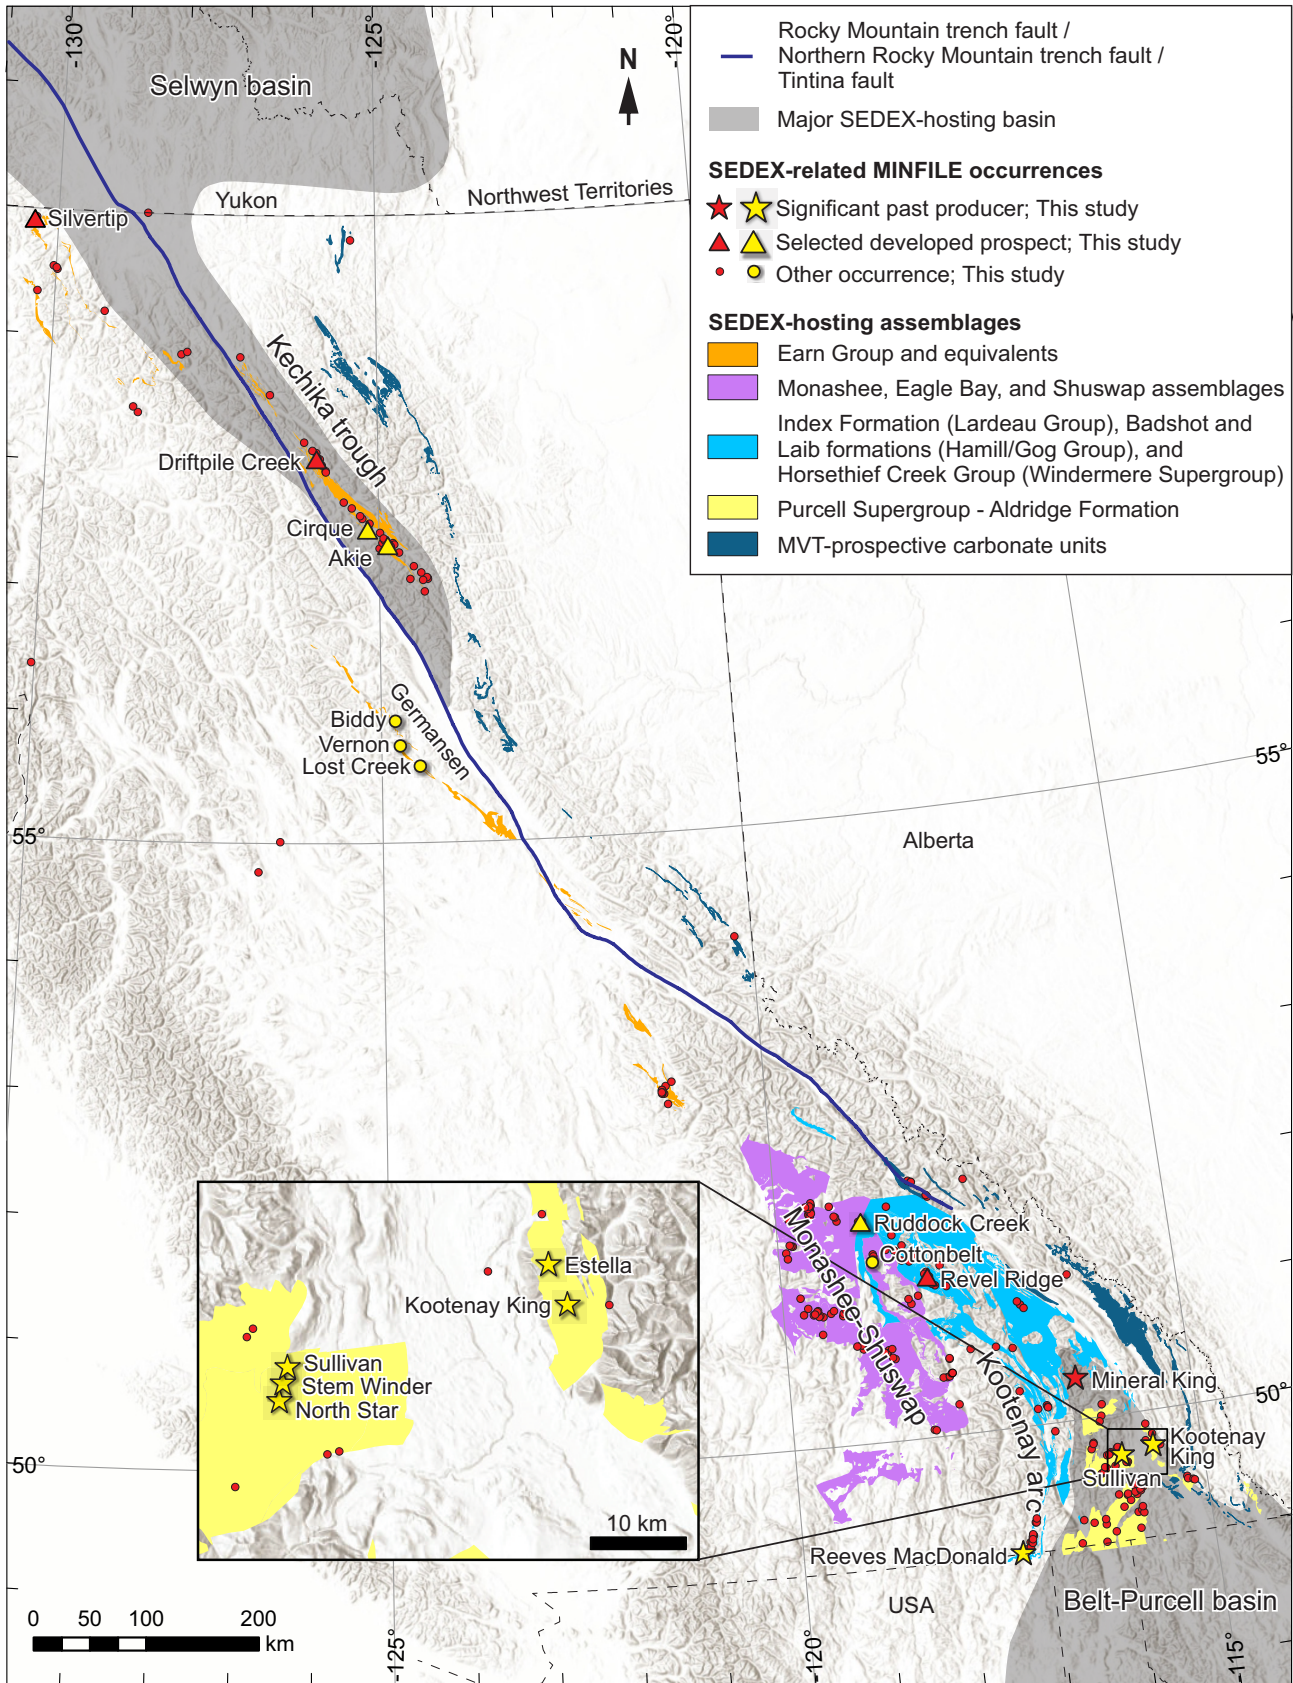 -130°
-125°
-120°
Selwyn basin
N
Rocky Mountain trench fault /
Northern Rocky Mountain trench fault /
Tintina fault
Major SEDEX-hosting basin
SEDEX-related MINFILE occurrences
Significant past producer; This study
Selected developed prospect; This study
Other occurrence; This study
SEDEX-hosting assemblages
Earn Group and equivalents
Monashee, Eagle Bay, and Shuswap assemblages
Index Formation (Lardeau Group), Badshot and
Laib formations (Hamill/Gog Group), and
Horsethief Creek Group (Windermere Supergroup)
Purcell Supergroup - Aldridge Formation
MVT-prospective carbonate units
Yukon
Northwest Territories
Silvertip
Kechika trough
Driftpile Creek
Cirque
Akie
Germansen
Biddy
Vernon
Lost Creek
55°
55°
Alberta
Ruddock Creek
Cottonbelt
Revel Ridge
Monashee-Shuswap
Kootenay arc
Mineral King
50°
Kootenay
King
Sullivan
Estella
Kootenay King
Sullivan
Stem Winder
North Star
10 km
50°
Reeves MacDonald
USA
Belt-Purcell basin
0 50 100 200
km
-125°
-120°
-115°